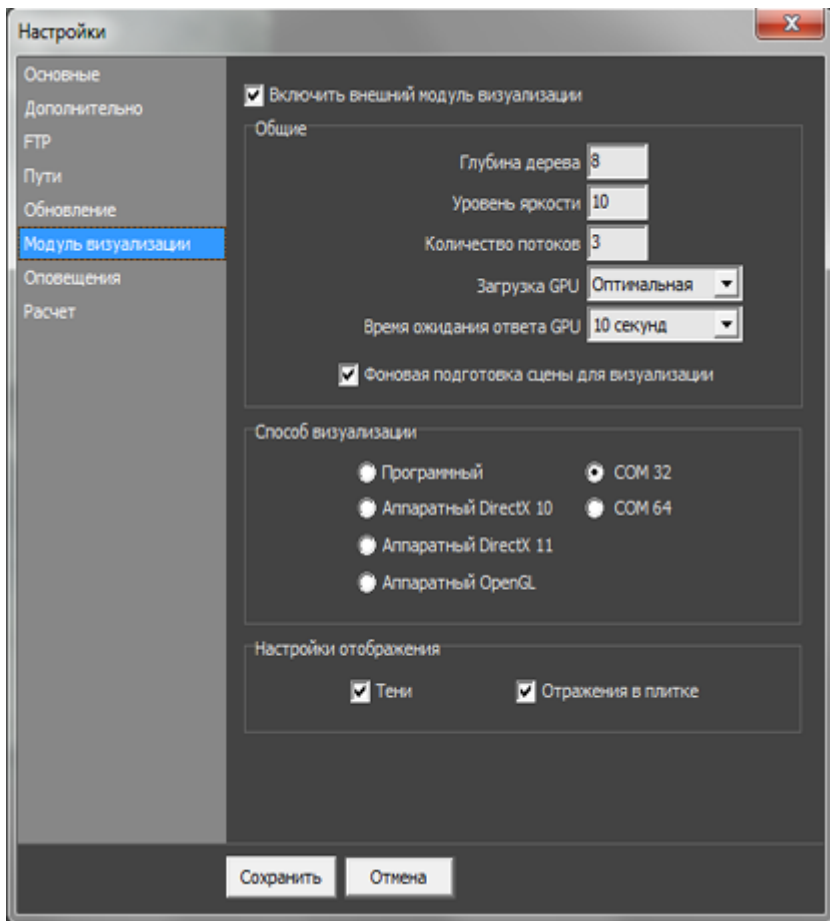 Настройки
Основные
Дополнительно
FTP
Пути
Обновление
Модуль визуализации
Оповещения
Расчет
Включить внешний модуль визуализации
Общие
Глубина дерева 8
Уровень яркости 10
Количество потоков 3
Загрузка GPU Оптимальная
Время ожидания ответа GPU 10 секунд
Фоновая подготовка сцены для визуализации
Способ визуализации
Программный COM 32
Аппаратный DirectX 10 COM 64
Аппаратный DirectX 11
Аппаратный OpenGL
Настройки отображения
Тени Отражения в плитке
Сохранить Отмена